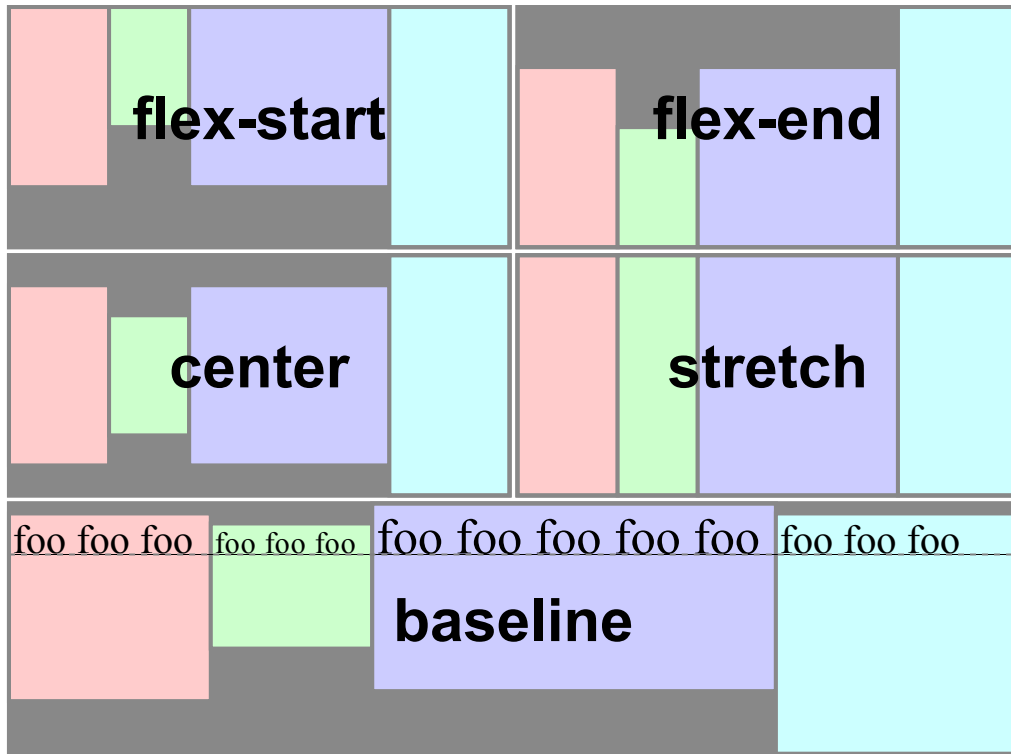 flex-start
flex-end
center
stretch
foo foo foo
foo foo foo
foo foo foo foo foo
foo foo foo
baseline